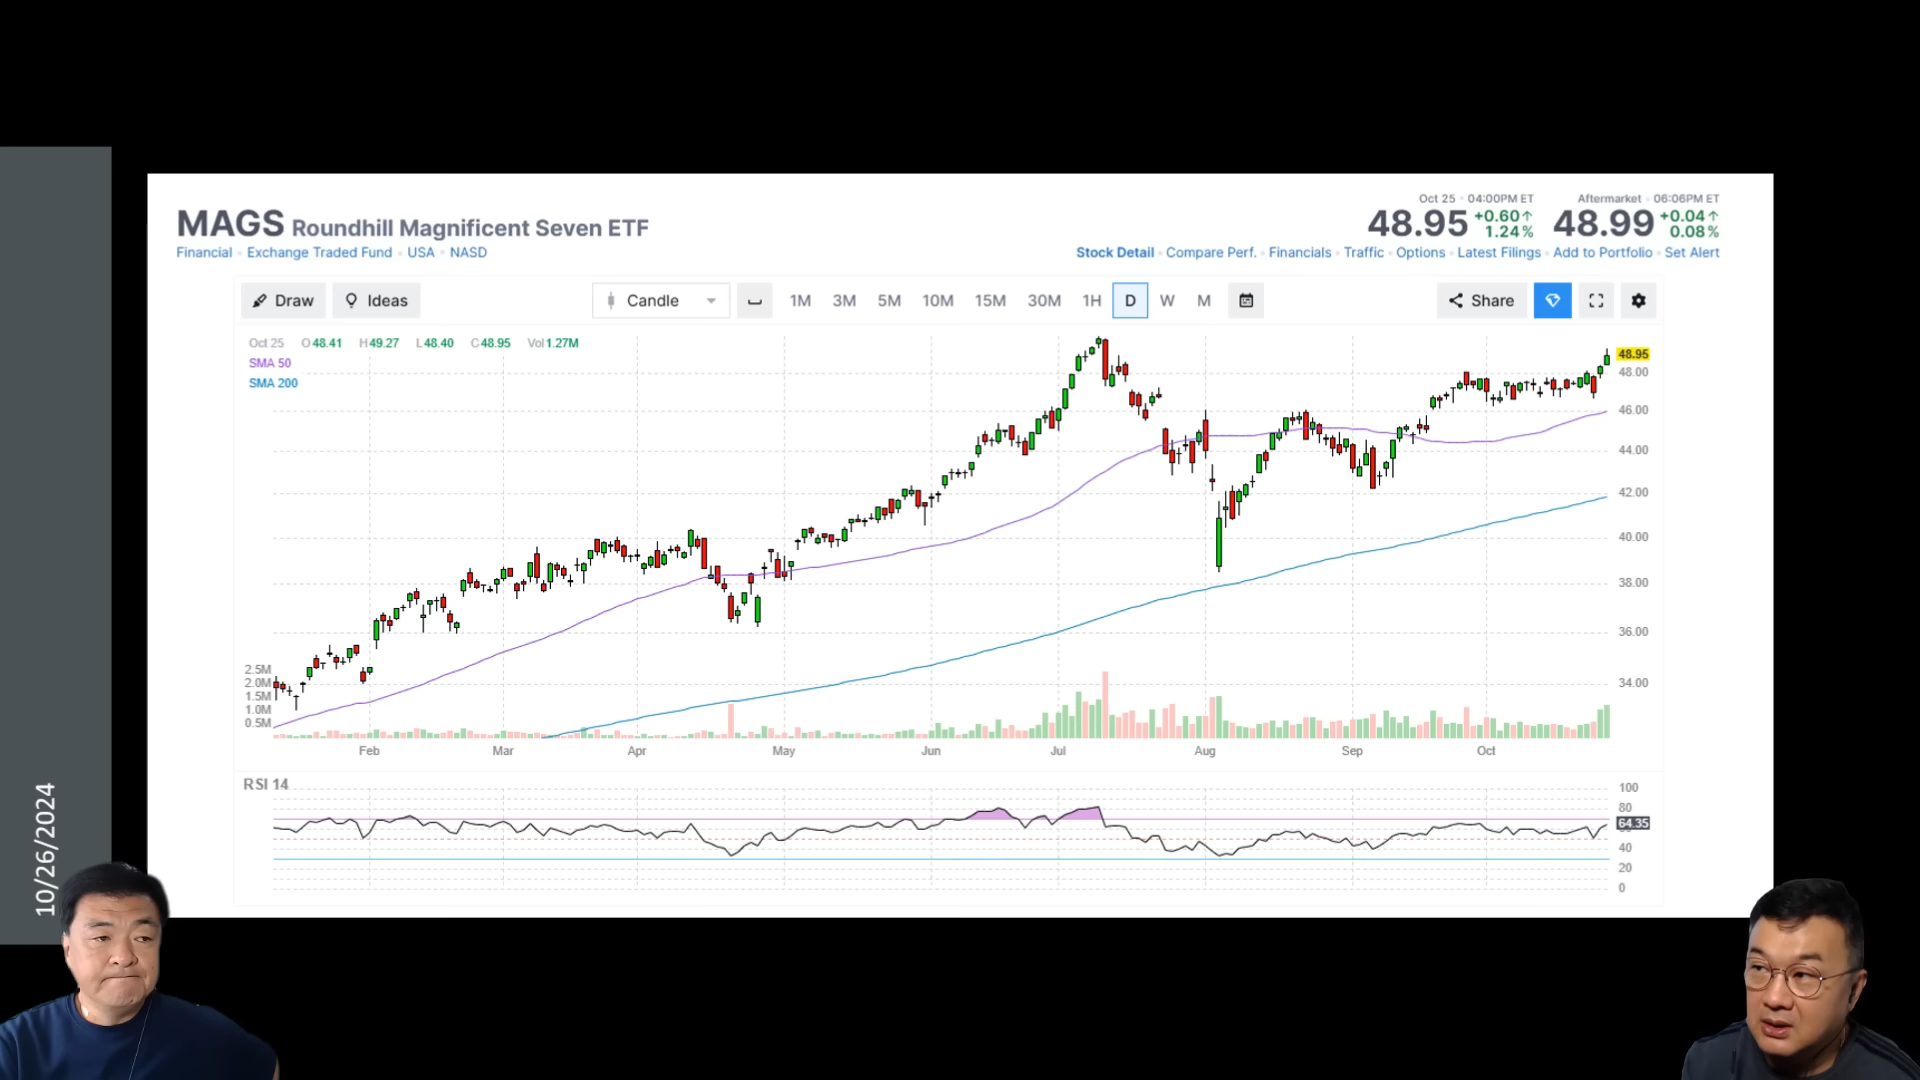 Oct 25 · 04:00PM ET Aftermarket · 06:06PM ET
MAGS Roundhill Magnificent Seven ETF 48.95 +0.60↑ 1.24% 48.99 +0.04↑ 0.08%
Financial · Exchange Traded Fund · USA · NASD
Stock Detail · Compare Perf. · Financials · Traffic · Options · Latest Filings · Add to Portfolio · Set Alert
Draw Ideas Candle 1M 3M 5M 10M 15M 30M 1H D W M Share
Oct 25 O48.41 H49.27 L48.40 C48.95 Vol1.27M
SMA 50
SMA 200
48.95
48.00
46.00
44.00
42.00
40.00
38.00
36.00
34.00
2.5M
2.0M
1.5M
1.0M
0.5M
Feb Mar Apr May Jun Jul Aug Sep Oct
RSI 14
100
80
64.35
40
20
0
10/26/2024